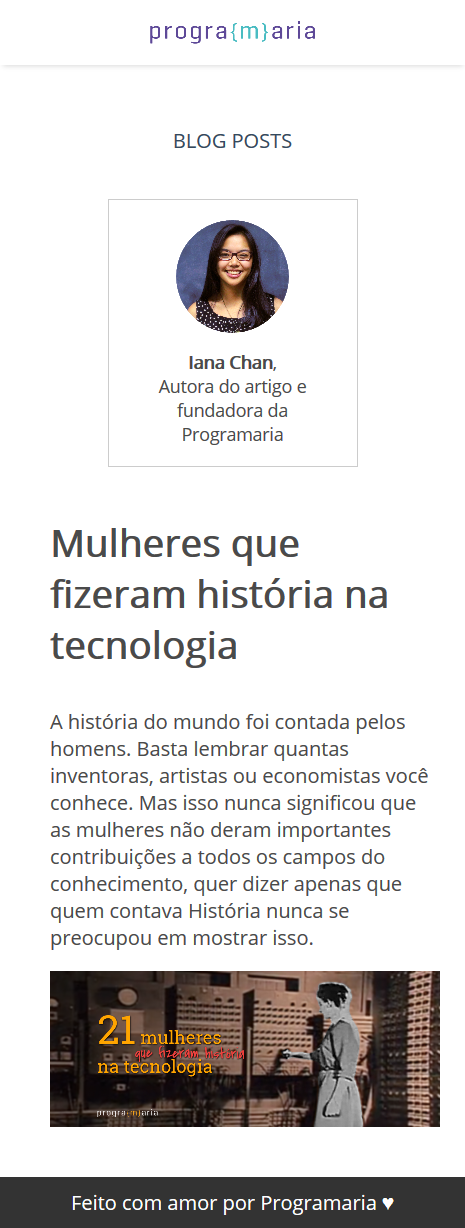 progra{m}aria
BLOG POSTS
Iana Chan,
Autora do artigo e
fundadora da
Programaria
Mulheres que
fizeram história na
tecnologia
A história do mundo foi contada pelos
homens. Basta lembrar quantas
inventoras, artistas ou economistas você
conhece. Mas isso nunca significou que
as mulheres não deram importantes
contribuições a todos os campos do
conhecimento, quer dizer apenas que
quem contava História nunca se
preocupou em mostrar isso.
21 mulheres
que fizeram história
na tecnologia
progra{m}aria
Feito com amor por Programaria ♥